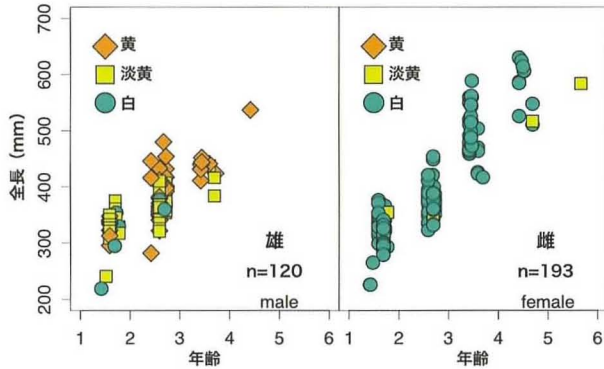 全長（mm）
700
600
500
400
300
200
黄
淡黄
白
雄
n=120
male
1 2 3 4 5 6
年齢
黄
淡黄
白
雌
n=193
female
1 2 3 4 5 6
年齢